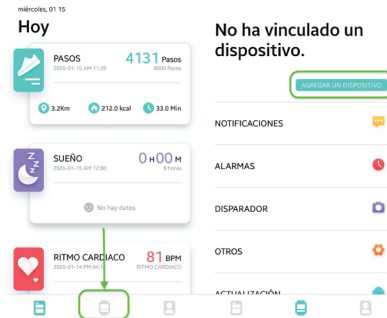 miércoles, 01 15
Hoy
PASOS
4131 Pasos
2020-01-15 AM 11:39
8000 Pasos
3.2Km
212.0 kcal
33.0 Min
SUEÑO
0 H 00 M
2020-01-15 AM 12:00
8 horas
No hay datos
RITMO CARDIACO
81 BPM
2020-01-14 PM 04:1
RITMO CARDIACO
No ha vinculado un
dispositivo.
AGREGAR UN DISPOSITIVO
NOTIFICACIONES
ALARMAS
DISPARADOR
OTROS
ACTUALIZACIÓN